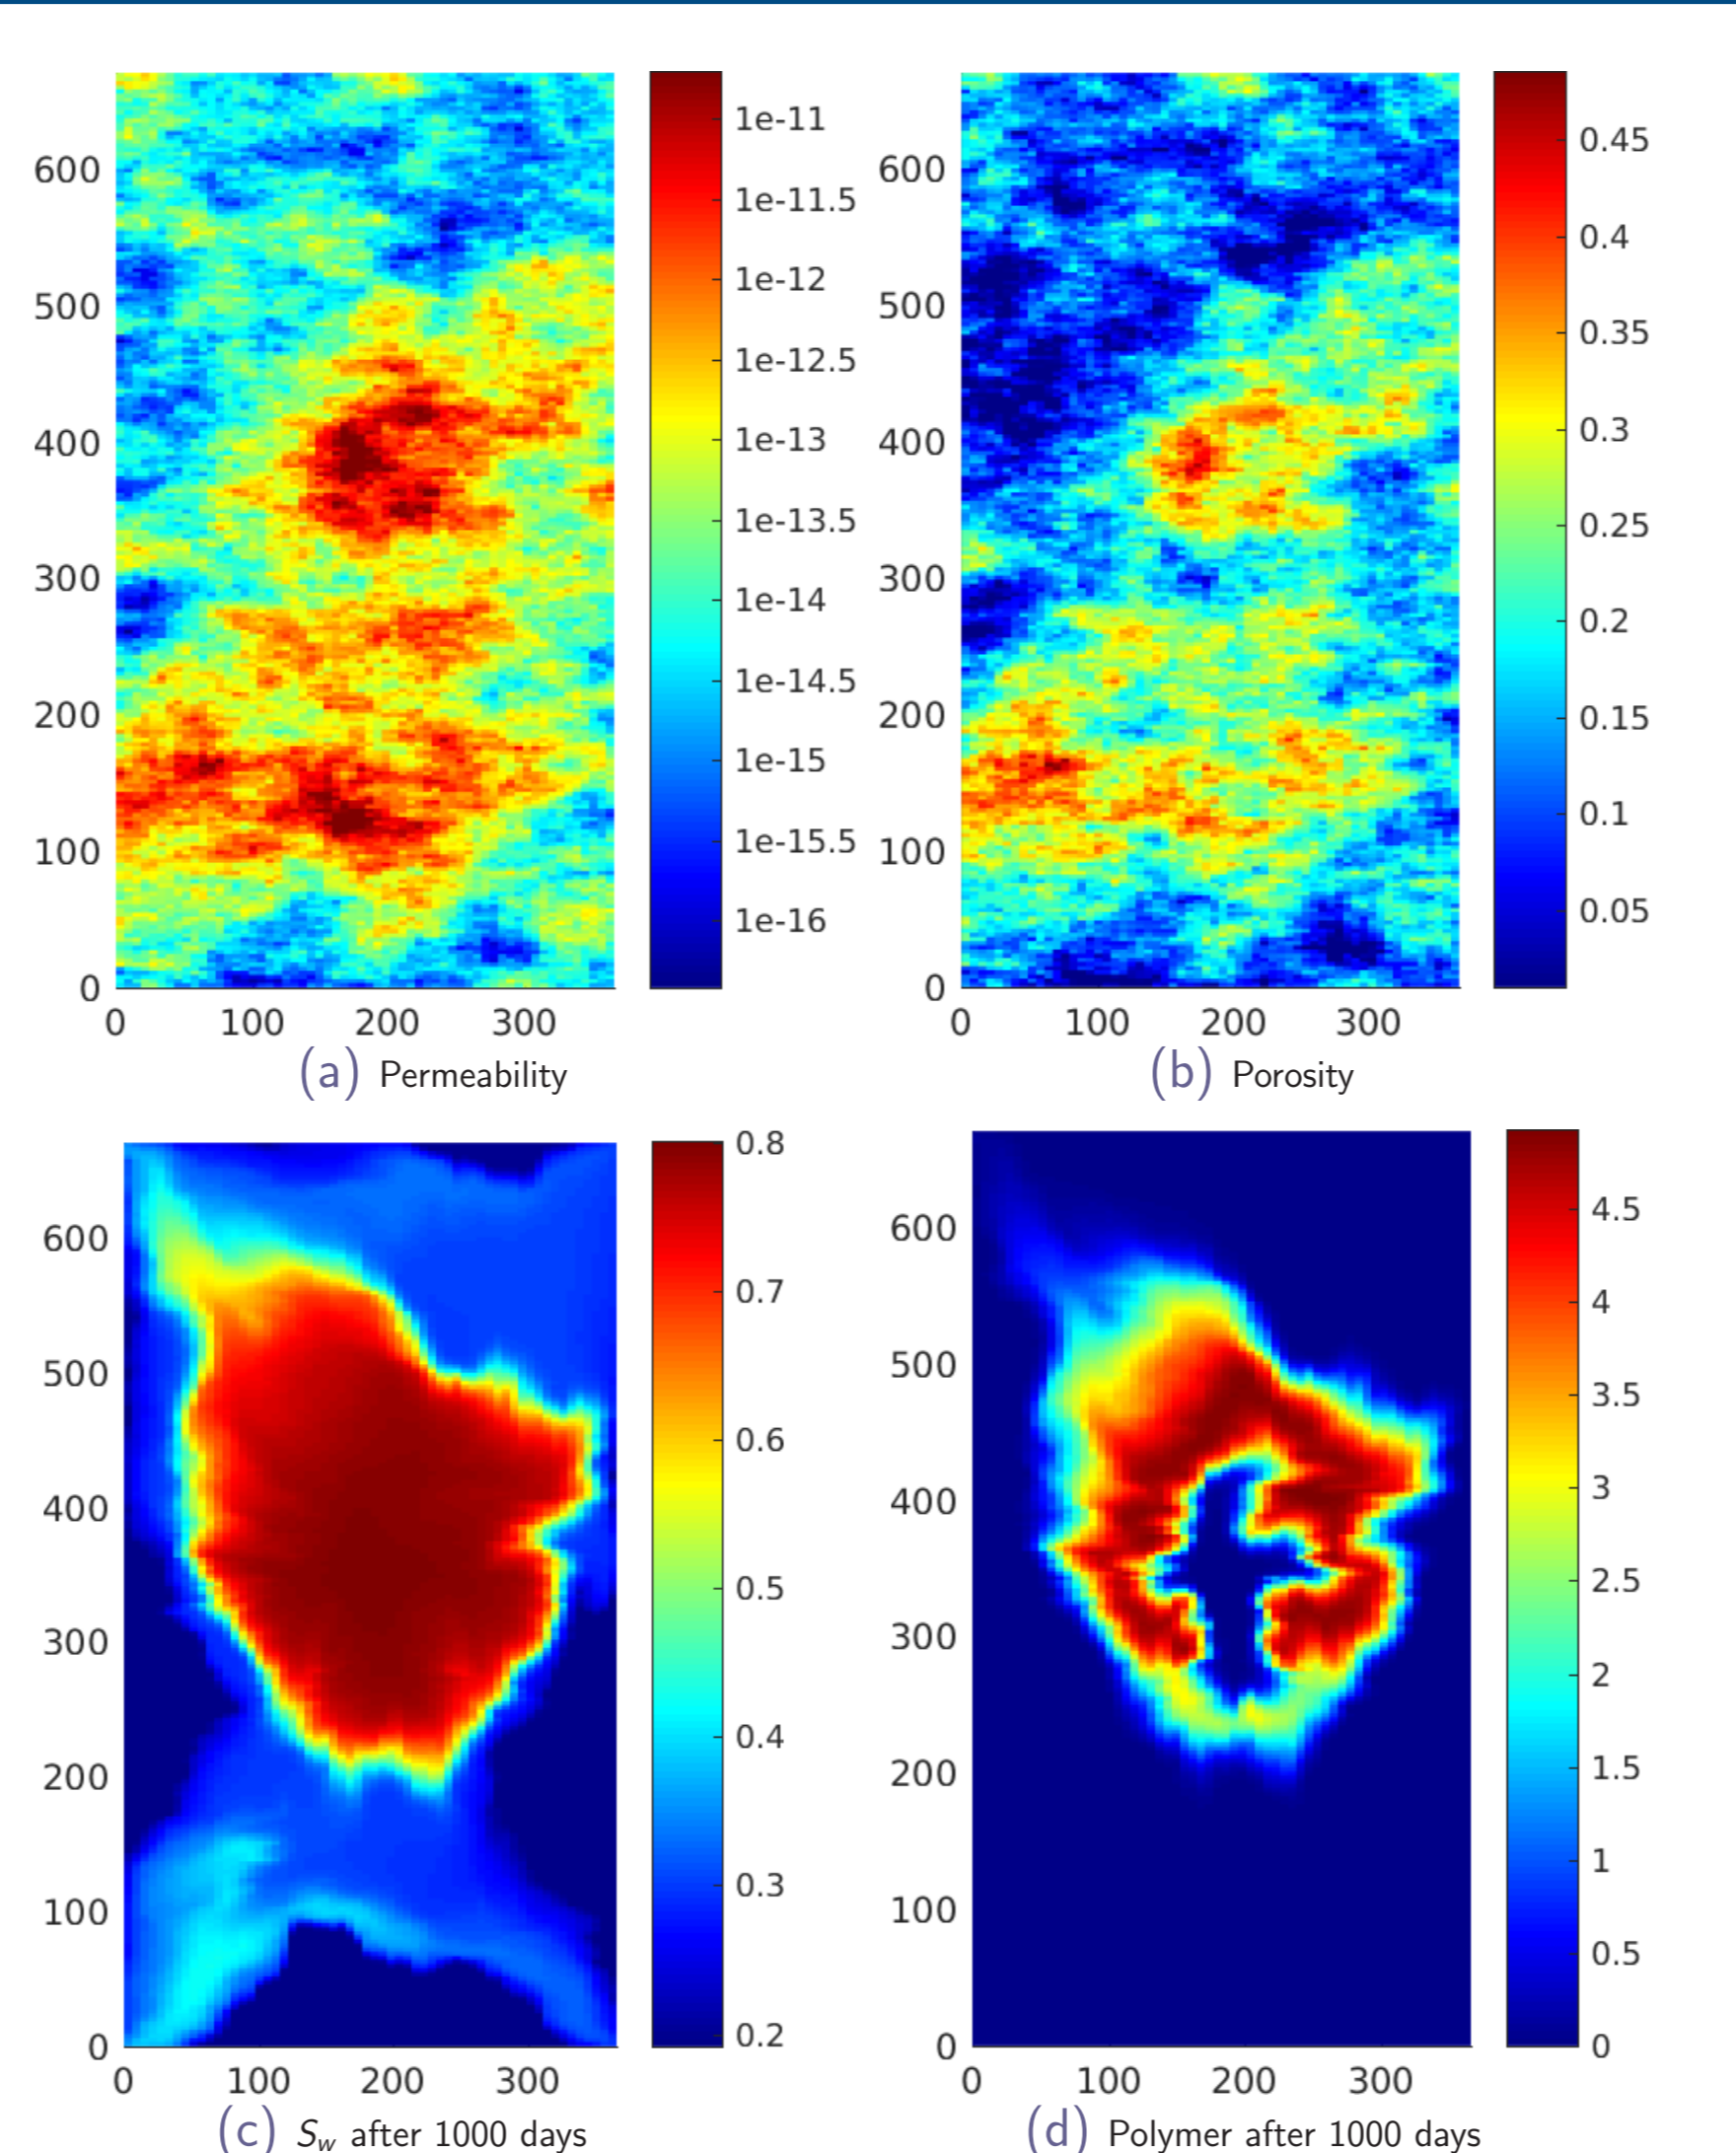 600
500
400
300
200
100
0
0 100 200 300
1e-11
1e-11.5
1e-12
1e-12.5
1e-13
1e-13.5
1e-14
1e-14.5
1e-15
1e-15.5
1e-16
(a) Permeability
600
500
400
300
200
100
0
0 100 200 300
0.45
0.4
0.35
0.3
0.25
0.2
0.15
0.1
0.05
(b) Porosity
600
500
400
300
200
100
0
0 100 200 300
0.8
0.7
0.6
0.5
0.4
0.3
0.2
(c) Sw after 1000 days
600
500
400
300
200
100
0
0 100 200 300
4.5
4
3.5
3
2.5
2
1.5
1
0.5
0
(d) Polymer after 1000 days